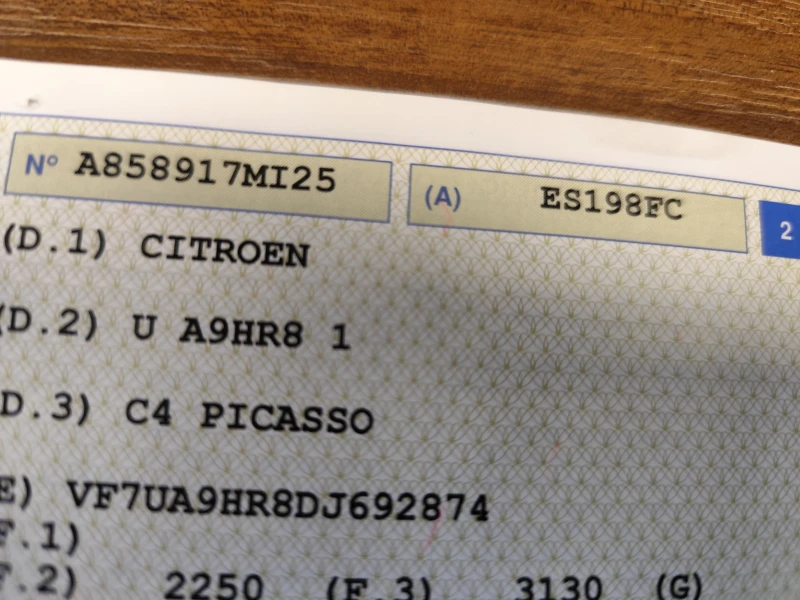 N° A858917MI25 (A) ES198FC 2
(D.1) CITROEN
(D.2) U A9HR8 1
D.3) C4 PICASSO
E) VF7UA9HR8DJ692874
F.1)
F.2) 2250 (F.3) 3130 (G)